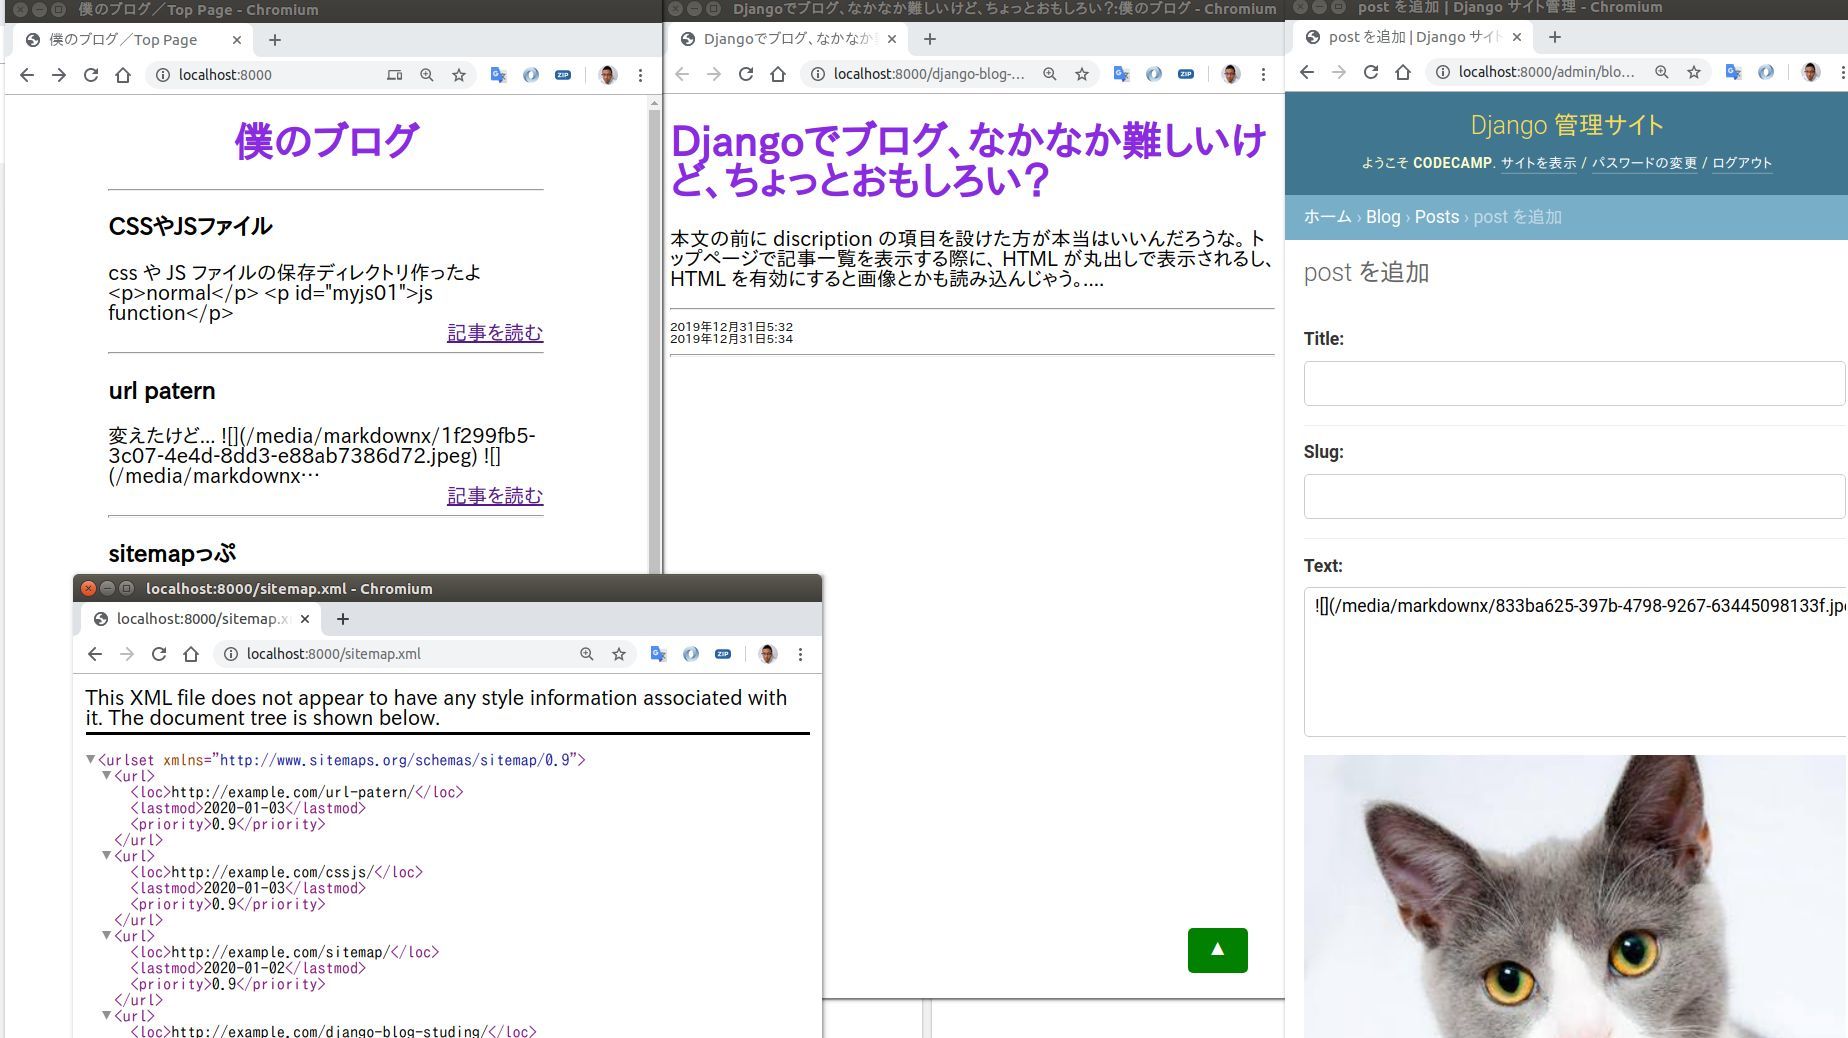 僕のブログ／Top Page - Chromium
僕のブログ／Top Page
localhost:8000
ZIP
僕のブログ
CSSやJSファイル
css や JS ファイルの保存ディレクトリ作ったよ
<p>normal</p> <p id="myjs01">js
function</p>
記事を読む
url patern
変えたけど... ![](/media/markdownx/1f299fb5-
3c07-4e4d-8dd3-e88ab7386d72.jpeg) ![]
(/media/markdownx…
記事を読む
sitemapっぷ
localhost:8000/sitemap.xml - Chromium
localhost:8000/sitemap.x
localhost:8000/sitemap.xml
ZIP
This XML file does not appear to have any style information associated with
it. The document tree is shown below.
▼<urlset xmlns="http://www.sitemaps.org/schemas/sitemap/0.9">
▼<url>
<loc>http://example.com/url-patern/</loc>
<lastmod>2020-01-03</lastmod>
<priority>0.9</priority>
</url>
▼<url>
<loc>http://example.com/cssjs/</loc>
<lastmod>2020-01-03</lastmod>
<priority>0.9</priority>
</url>
▼<url>
<loc>http://example.com/sitemap/</loc>
<lastmod>2020-01-02</lastmod>
<priority>0.9</priority>
</url>
▼<url>
<loc>http://example.com/django-blog-studing/</loc>
Djangoでブログ、なかなか難しいけど、ちょっとおもしろい？:僕のブログ - Chromium
Djangoでブログ、なかなか
localhost:8000/django-blog-...
ZIP
Djangoでブログ、なかなか難しいけ
ど、ちょっとおもしろい？
本文の前に discription の項目を設けた方が本当はいいんだろうな。ト
ップページで記事一覧を表示する際に、HTML が丸出しで表示されるし、
HTML を有効にすると画像とかも読み込んじゃう。....
2019年12月31日5:32
2019年12月31日5:34
▲
post を追加 | Django サイト管理 - Chromium
post を追加 | Django サイト
localhost:8000/admin/blo...
ZIP
Django 管理サイト
ようこそ CODECAMP. サイトを表示 / パスワードの変更 / ログアウト
ホーム › Blog › Posts › post を追加
post を追加
Title:
Slug:
Text:
![](/media/markdownx/833ba625-397b-4798-9267-63445098133f.jp